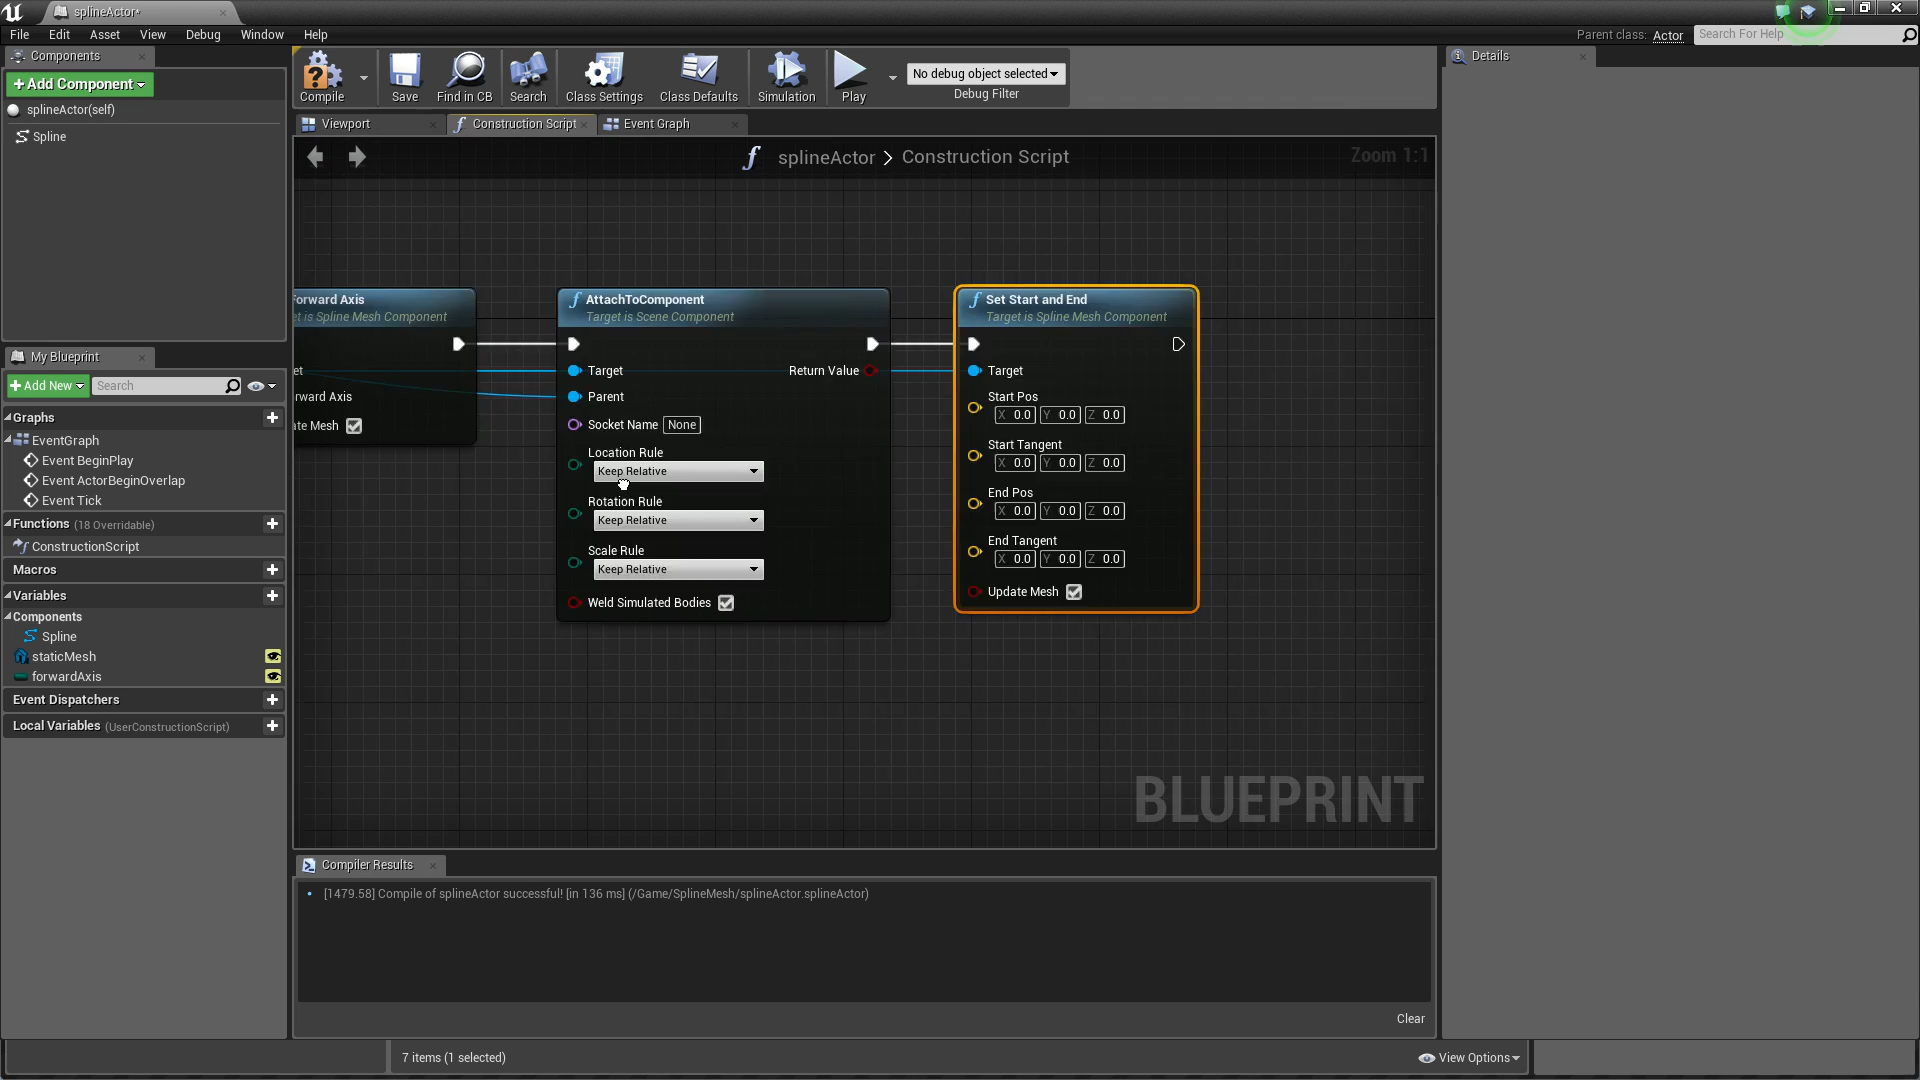 splineActor*
File Edit Asset View Debug Window Help
Parent class: Actor
Search For Help
Components
+Add Component
splineActor(self)
Spline
Compile
Save
Find in CB
Search
Class Settings
Class Defaults
Simulation
Play
No debug object selected
Debug Filter
Details
Viewport
Construction Script
Event Graph
splineActor > Construction Script
Zoom 1:1
My Blueprint
+Add New
Search
Graphs
EventGraph
Event BeginPlay
Event ActorBeginOverlap
Event Tick
Functions (18 Overridable)
ConstructionScript
Macros
Variables
Components
Spline
staticMesh
forwardAxis
Event Dispatchers
Local Variables (UserConstructionScript)
Forward Axis
et is Spline Mesh Component
et
rward Axis
te Mesh
AttachToComponent
Target is Scene Component
Target
Return Value
Parent
Socket Name None
Location Rule
Keep Relative
Rotation Rule
Keep Relative
Scale Rule
Keep Relative
Weld Simulated Bodies
Set Start and End
Target is Spline Mesh Component
Target
Start Pos
X 0.0 Y 0.0 Z 0.0
Start Tangent
X 0.0 Y 0.0 Z 0.0
End Pos
X 0.0 Y 0.0 Z 0.0
End Tangent
X 0.0 Y 0.0 Z 0.0
Update Mesh
BLUEPRINT
Compiler Results
[1479.58] Compile of splineActor successful! [in 136 ms] (/Game/SplineMesh/splineActor.splineActor)
Clear
7 items (1 selected)
View Options